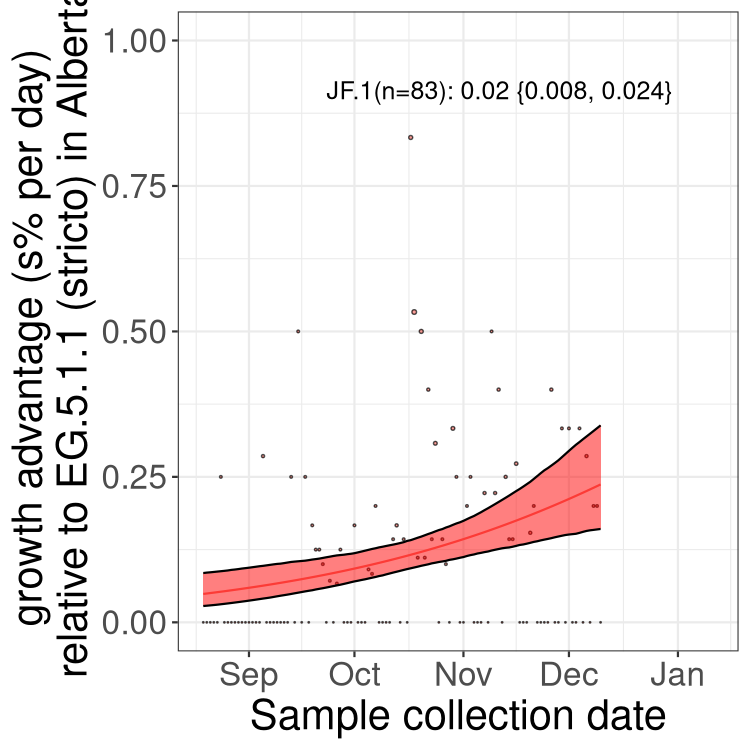 growth advantage (s% per day)
relative to EG.5.1.1 (stricto) in Alberta
1.00
0.75
0.50
0.25
0.00
JF.1(n=83): 0.02 {0.008, 0.024}
Sep Oct Nov Dec Jan
Sample collection date